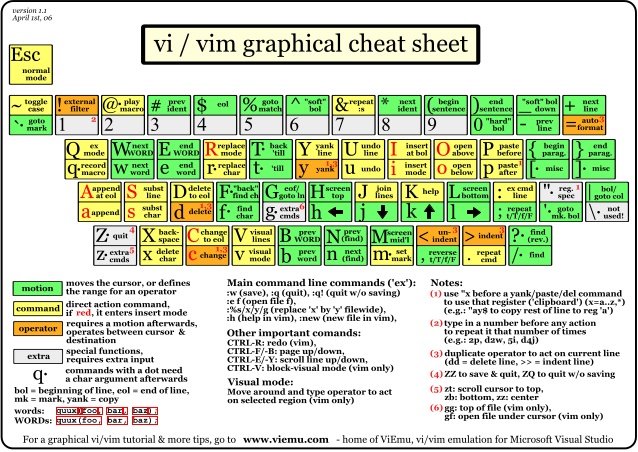 version 1.1
April 1st, 06
vi / vim graphical cheat sheet
Esc
normal mode
~ toggle case ! external filter @· play macro # prev ident $ eol % goto match ^ "soft" bol & repeat :s * next ident ( begin sentence ) end sentence _ "soft" bol down + next line
`· goto mark 1 2 2 3 4 5 6 7 8 9 0 "hard" bol - prev line = auto 3 format
Q ex mode W next WORD E end WORD R replace mode T· back 'till Y yank line U undo line I insert at bol O open above P paste before { begin parag. } end parag.
q· record macro w next word e end word r· replace char t· 'till y yank 1,3 u undo i insert mode o open below p paste 1 after [· misc ]· misc
A append at eol S subst line D delete to eol F· "back" find ch G eof/ goto ln H screen top J join lines K help L screen bottom : ex cmd line "· reg. 1 spec | bol/ goto col
a append s subst char d delete 1,3 f· find char g· extra 6 cmds h ← j ↓ k ↑ l → ; repeat t/T/f/F '· goto mk. bol \· not used!
Z· quit 4 X back- space C change to eol V visual lines B prev WORD N prev (find) M screen mid'l < un- 3 indent > indent 3 ?· find (rev.)
z· extra 5 cmds x delete char c change 1,3 v visual mode b prev word n next (find) m· set mark , reverse t/T/f/F . repeat cmd /· find
motion moves the cursor, or defines
the range for an operator
command direct action command,
if red, it enters insert mode
operator requires a motion afterwards,
operates between cursor &
destination
extra special functions,
requires extra input
q· commands with a dot need
a char argument afterwards
bol = beginning of line, eol = end of line,
mk = mark, yank = copy
words: quux(foo, bar, baz);
WORDs: quux(foo, bar, baz);
Main command line commands ('ex'):
:w (save), :q (quit), :q! (quit w/o saving)
:e f (open file f),
:%s/x/y/g (replace 'x' by 'y' filewide),
:h (help in vim), :new (new file in vim),
Other important comands:
CTRL-R: redo (vim),
CTRL-F/-B: page up/down,
CTRL-E/-Y: scroll line up/down,
CTRL-V: block-visual mode (vim only)
Visual mode:
Move around and type operator to act
on selected region (vim only)
Notes:
(1) use "x before a yank/paste/del command
to use that register ('clipboard') (x=a..z,*)
(e.g.: "ay$ to copy rest of line to reg 'a')
(2) type in a number before any action
to repeat it that number of times
(e.g.: 2p, d2w, 5i, d4j)
(3) duplicate operator to act on current line
(dd = delete line, >> = indent line)
(4) ZZ to save & quit, ZQ to quit w/o saving
(5) zt: scroll cursor to top,
zb: bottom, zz: center
(6) gg: top of file (vim only),
gf: open file under cursor (vim only)
For a graphical vi/vim tutorial & more tips, go to www.viemu.com - home of ViEmu, vi/vim emulation for Microsoft Visual Studio